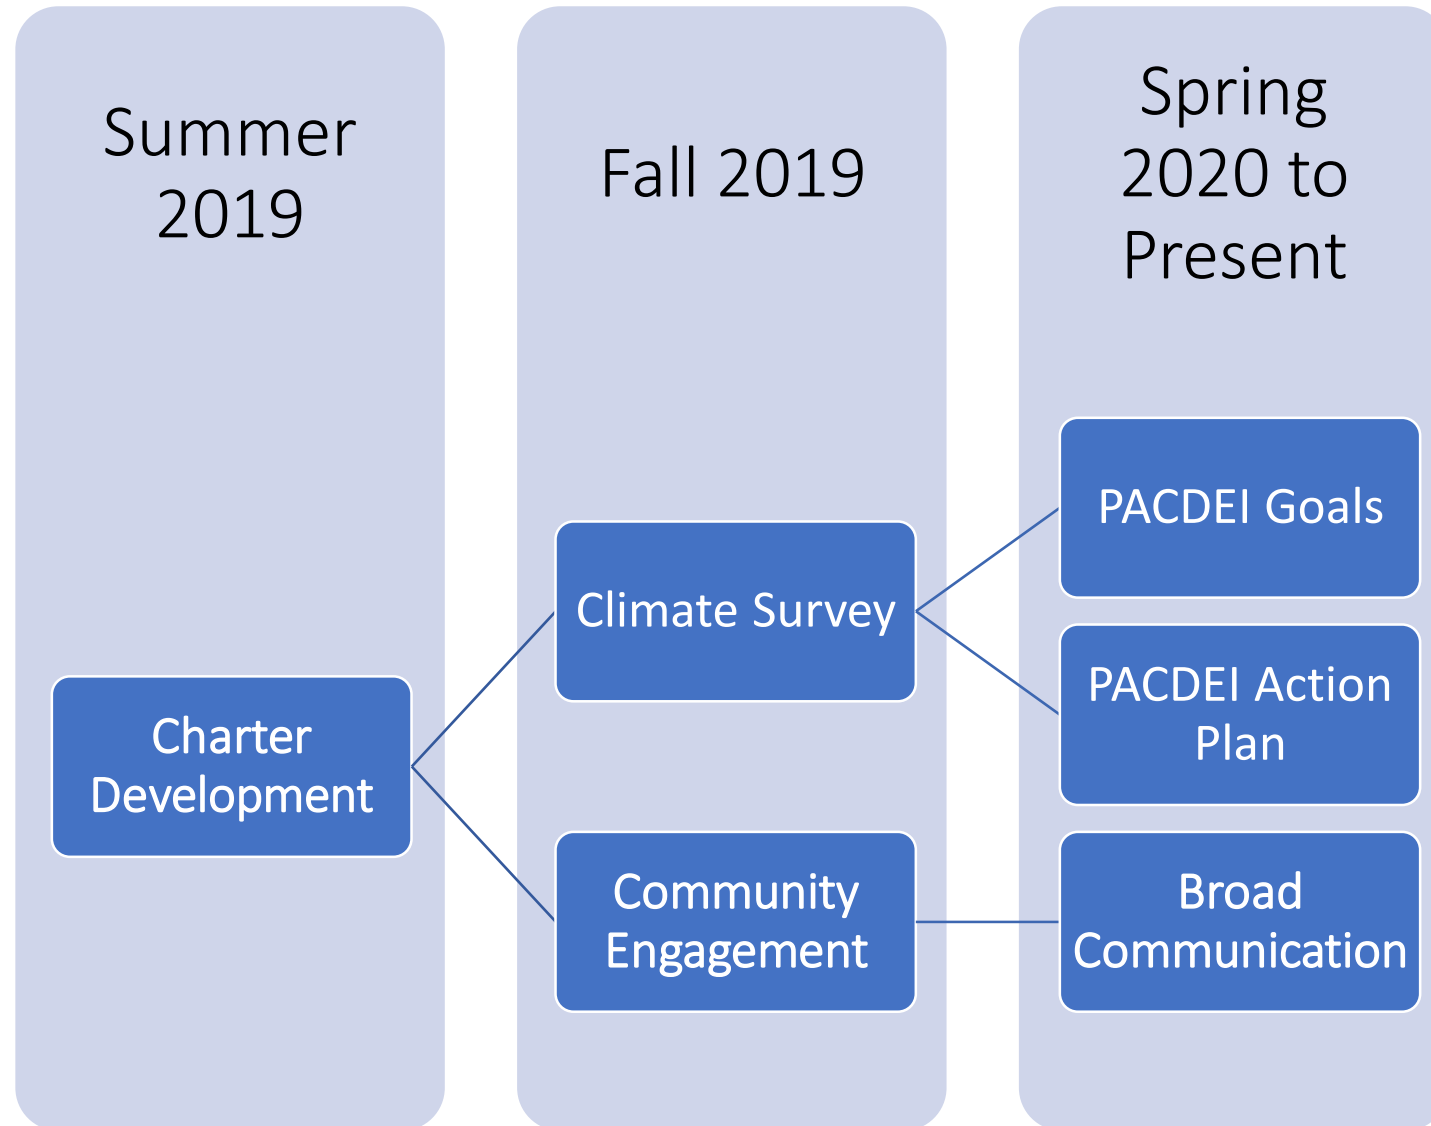 Summer
2019
Fall 2019
Spring
2020 to
Present
Charter
Development
Climate Survey
Community
Engagement
PACDEI Goals
PACDEI Action
Plan
Broad
Communication